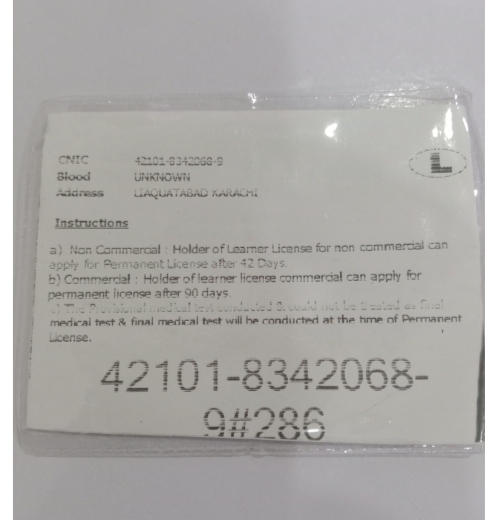 CNIC 42101-8342068-9
Blood UNKNOWN
Address LIAQUATABAD KARACHI
L
Instructions
a) Non Commercial : Holder of Learner License for non commercial can
apply for Permanent License after 42 Days.
b) Commercial : Holder of learner license commercial can apply for
permanent license after 90 days.
c) The Provisional medical test conducted & could not be treated as final
medical test & final medical test will be conducted at the time of Permanent
License.
42101-8342068-
9#286